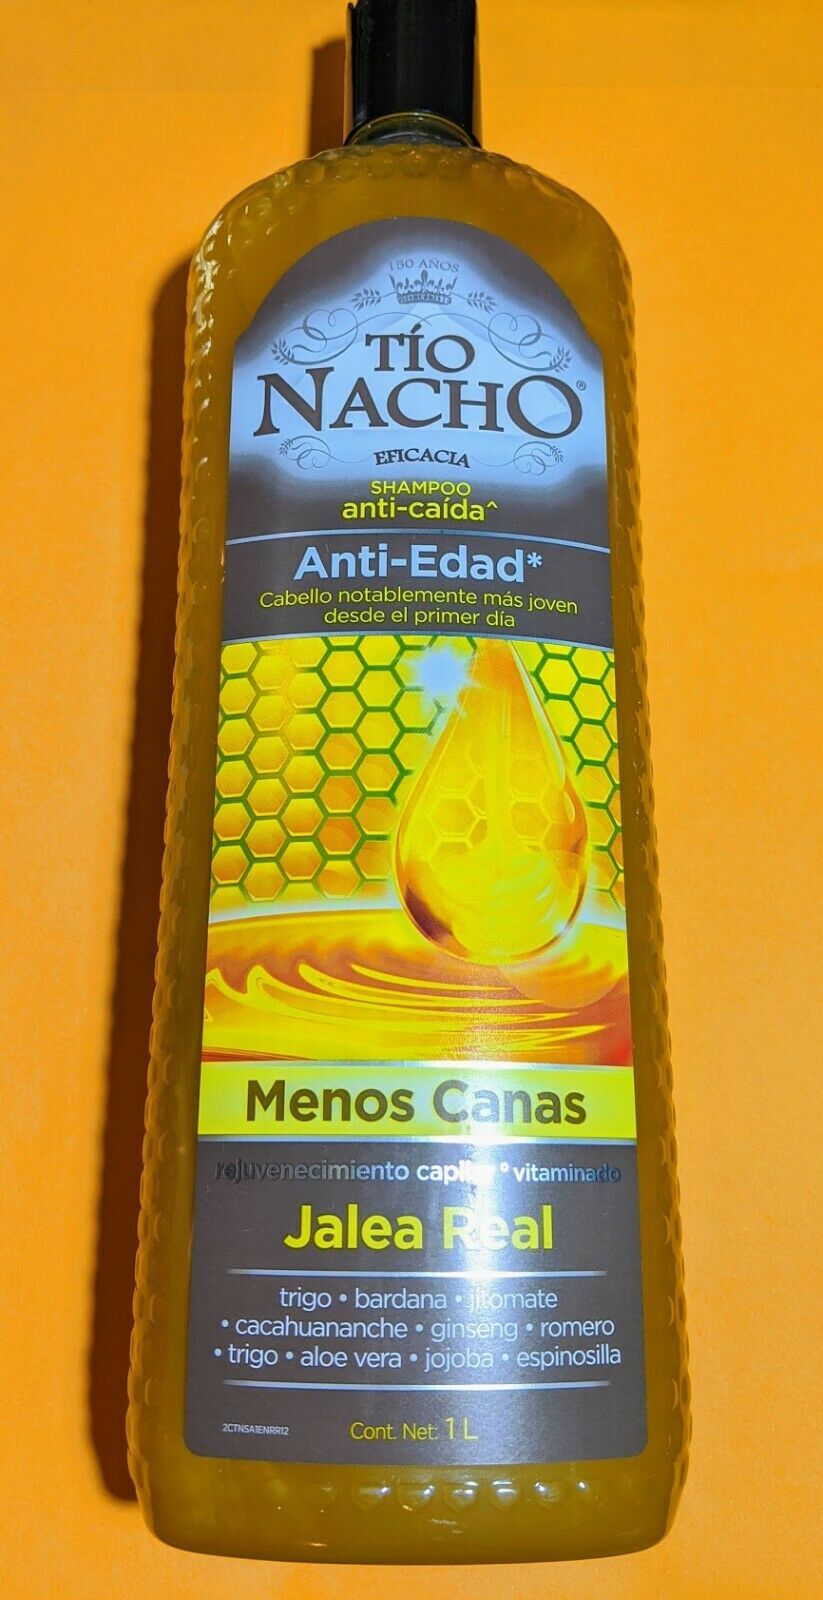 150 AÑOS
TÍO
NACHO®
EFICACIA
SHAMPOO
anti-caída^
Anti-Edad*
Cabello notablemente más joven
desde el primer día
Menos Canas
rejuvenecimiento capilar • vitaminado
Jalea Real
trigo • bardana • jitomate
• cacahuananche • ginseng • romero
• trigo • aloe vera • jojoba • espinosilla
2CTNSA1ENRR12
Cont. Net: 1 L